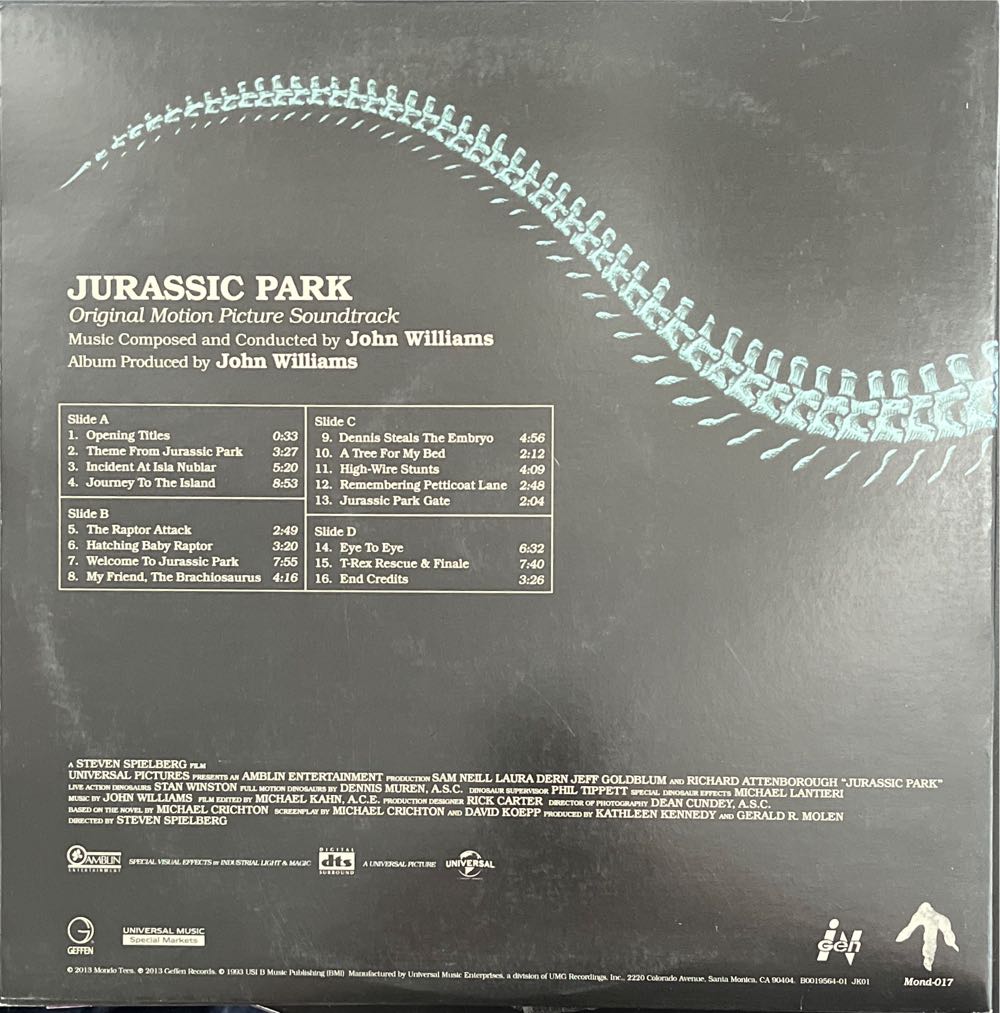 JURASSIC PARK
Original Motion Picture Soundtrack
Music Composed and Conducted by John Williams
Album Produced by John Williams
Slide A
1. Opening Titles 0:33
2. Theme From Jurassic Park 3:27
3. Incident At Isla Nublar 5:20
4. Journey To The Island 8:53
Slide B
5. The Raptor Attack 2:49
6. Hatching Baby Raptor 3:20
7. Welcome To Jurassic Park 7:55
8. My Friend, The Brachiosaurus 4:16
Slide C
9. Dennis Steals The Embryo 4:56
10. A Tree For My Bed 2:12
11. High-Wire Stunts 4:09
12. Remembering Petticoat Lane 2:48
13. Jurassic Park Gate 2:04
Slide D
14. Eye To Eye 6:32
15. T-Rex Rescue & Finale 7:40
16. End Credits 3:26
A STEVEN SPIELBERG FILM
UNIVERSAL PICTURES PRESENTS AN AMBLIN ENTERTAINMENT PRODUCTION SAM NEILL LAURA DERN JEFF GOLDBLUM AND RICHARD ATTENBOROUGH "JURASSIC PARK"
LIVE ACTION DINOSAURS STAN WINSTON FULL MOTION DINOSAURS BY DENNIS MUREN, A.S.C. DINOSAUR SUPERVISOR PHIL TIPPETT SPECIAL DINOSAUR EFFECTS MICHAEL LANTIERI
MUSIC BY JOHN WILLIAMS FILM EDITED BY MICHAEL KAHN, A.C.E. PRODUCTION DESIGNER RICK CARTER DIRECTOR OF PHOTOGRAPHY DEAN CUNDEY, A.S.C.
BASED ON THE NOVEL BY MICHAEL CRICHTON SCREENPLAY BY MICHAEL CRICHTON AND DAVID KOEPP PRODUCED BY KATHLEEN KENNEDY AND GERALD R. MOLEN
DIRECTED BY STEVEN SPIELBERG
AMBLIN
ENTERTAINMENT
SPECIAL VISUAL EFFECTS BY INDUSTRIAL LIGHT & MAGIC
DIGITAL
dts
SURROUND
A UNIVERSAL PICTURE
UNIVERSAL
G
GEFFEN
UNIVERSAL MUSIC
Special Markets
IN
Gen
Mond-017
© 2013 Mondo Tees. ℗ 2013 Geffen Records. © 1993 USI B Music Publishing (BMI) Manufactured by Universal Music Enterprises, a division of UMG Recordings, Inc., 2220 Colorado Avenue, Santa Monica, CA 90404. B0019564-01 JK01